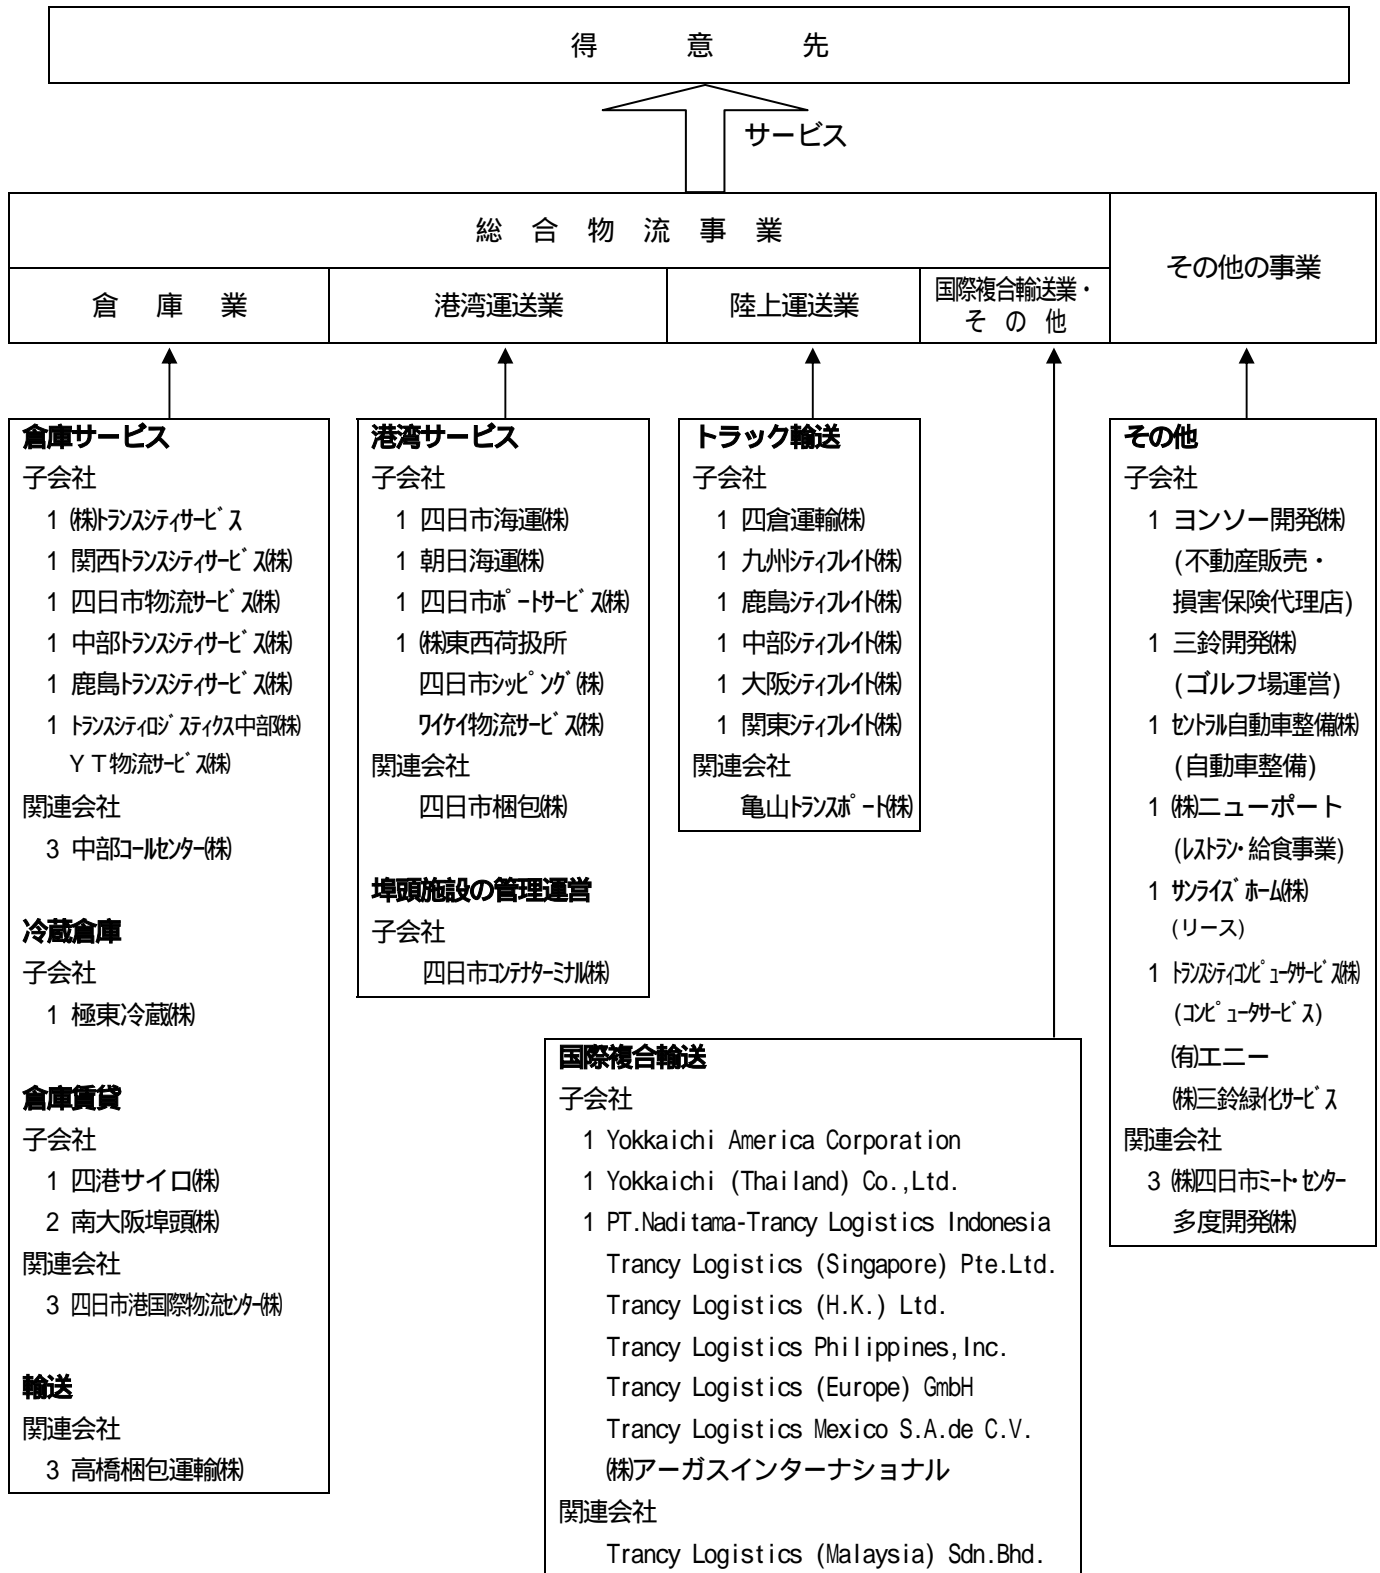 得意先
サービス
総合物流事業
その他の事業
倉庫業
港湾運送業
陸上運送業
国際複合輸送業・
その他
倉庫サービス
子会社
1 ㈱トランスシティサービス
1 関西トランスシティサービス㈱
1 四日市物流サービス㈱
1 中部トランスシティサービス㈱
1 鹿島トランスシティサービス㈱
1 トランスシティロジスティクス中部㈱
YT物流サービス㈱
関連会社
3 中部コールセンター㈱
冷蔵倉庫
子会社
1 極東冷蔵㈱
倉庫賃貸
子会社
1 四港サイロ㈱
2 南大阪埠頭㈱
関連会社
3 四日市港国際物流センター㈱
輸送
関連会社
3 高橋梱包運輸㈱
港湾サービス
子会社
1 四日市海運㈱
1 朝日海運㈱
1 四日市ポートサービス㈱
1 ㈱東西荷扱所
四日市シッピング㈱
ワイケイ物流サービス㈱
関連会社
四日市梱包㈱
埠頭施設の管理運営
子会社
四日市コンテナターミナル㈱
トラック輸送
子会社
1 四倉運輸㈱
1 九州シティフレイト㈱
1 鹿島シティフレイト㈱
1 中部シティフレイト㈱
1 大阪シティフレイト㈱
1 関東シティフレイト㈱
関連会社
亀山トランスポート㈱
国際複合輸送
子会社
1 Yokkaichi America Corporation
1 Yokkaichi (Thailand) Co.,Ltd.
1 PT.Naditama-Trancy Logistics Indonesia
Trancy Logistics (Singapore) Pte.Ltd.
Trancy Logistics (H.K.) Ltd.
Trancy Logistics Philippines,Inc.
Trancy Logistics (Europe) GmbH
Trancy Logistics Mexico S.A.de C.V.
㈱アーガスインターナショナル
関連会社
Trancy Logistics (Malaysia) Sdn.Bhd.
その他
子会社
1 ヨンソー開発㈱
(不動産販売・
損害保険代理店)
1 三鈴開発㈱
(ゴルフ場運営)
1 セントラル自動車整備㈱
(自動車整備)
1 ㈱ニューポート
(レストラン・給食事業)
1 サンライズホーム㈱
(リース)
1 トランスシティコンピュータサービス㈱
(コンピュータサービス)
㈲エニー
㈱三鈴緑化サービス
関連会社
3 ㈱四日市ミート・センター
多度開発㈱